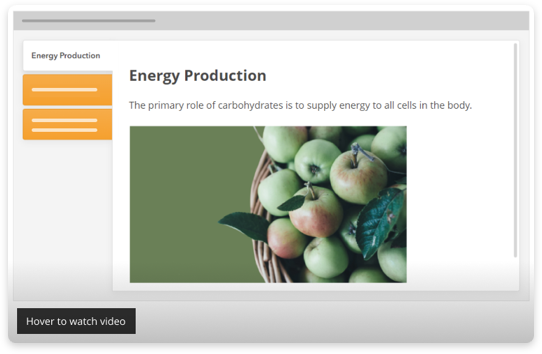 Energy Production
Energy Production
The primary role of carbohydrates is to supply energy to all cells in the body.
Hover to watch video